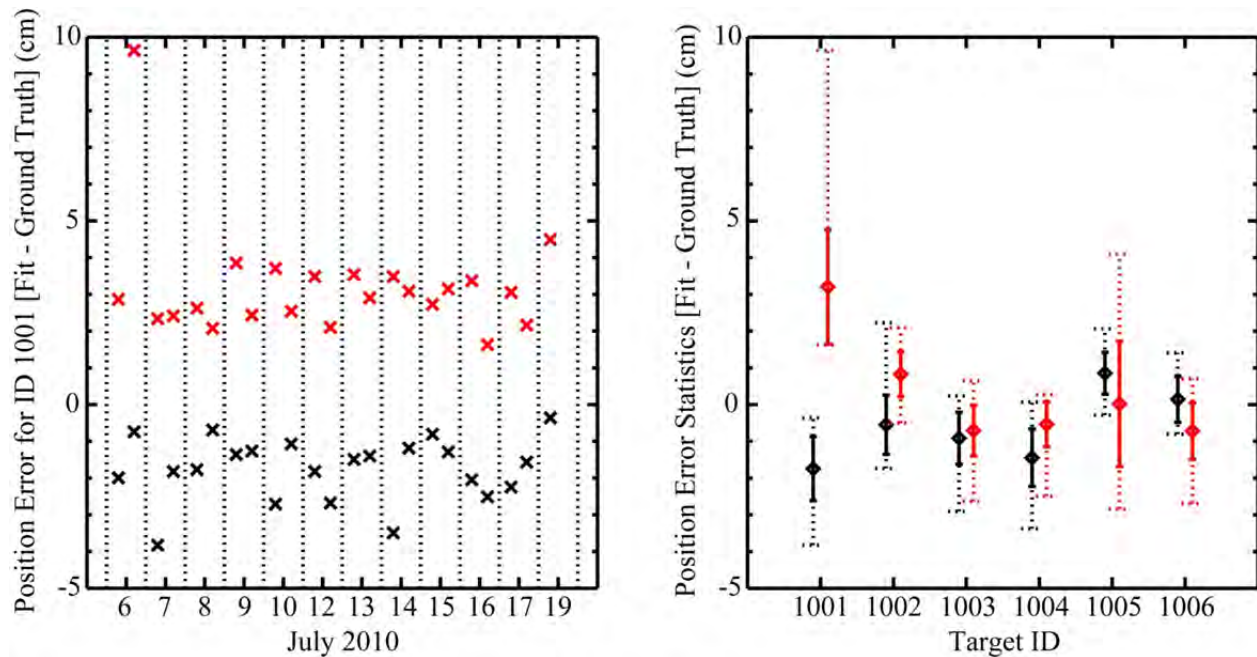 Position Error for ID 1001 [Fit - Ground Truth] (cm)
10
5
0
-5
6 7 8 9 10 12 13 14 15 16 17 19
July 2010
Position Error Statistics [Fit - Ground Truth] (cm)
10
5
0
-5
1001 1002 1003 1004 1005 1006
Target ID